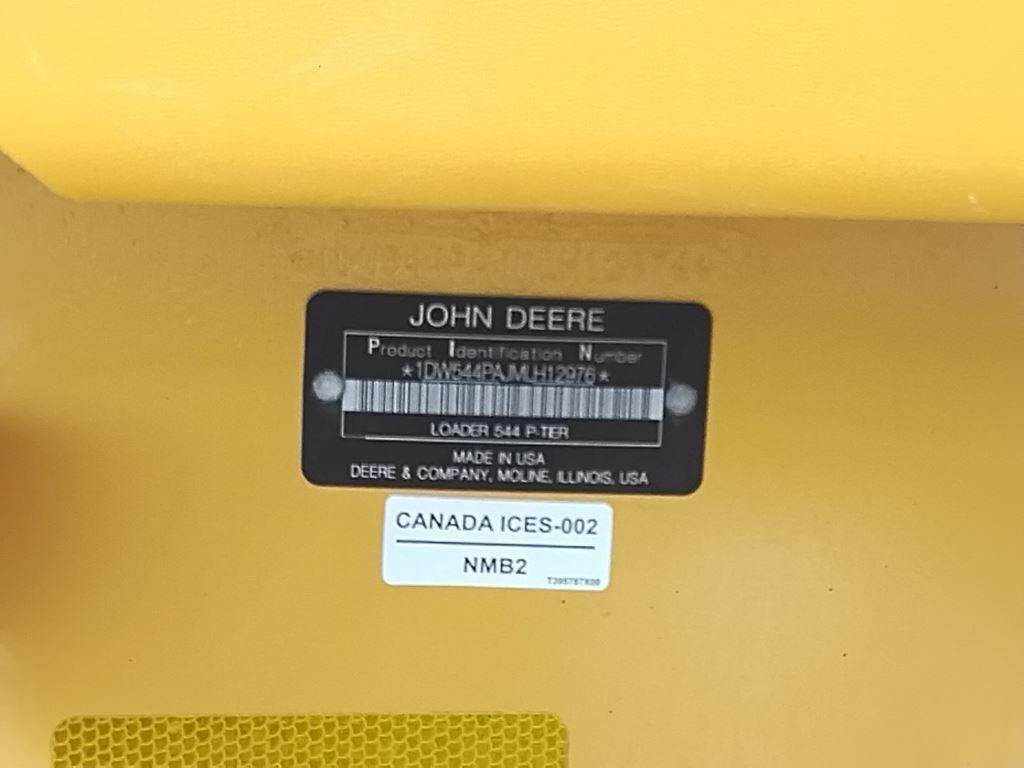 JOHN DEERE
Product Identification Number
*1DW544PAJMLH12976*
LOADER 544 P-TIER
MADE IN USA
DEERE & COMPANY, MOLINE, ILLINOIS, USA
CANADA ICES-002
NMB2